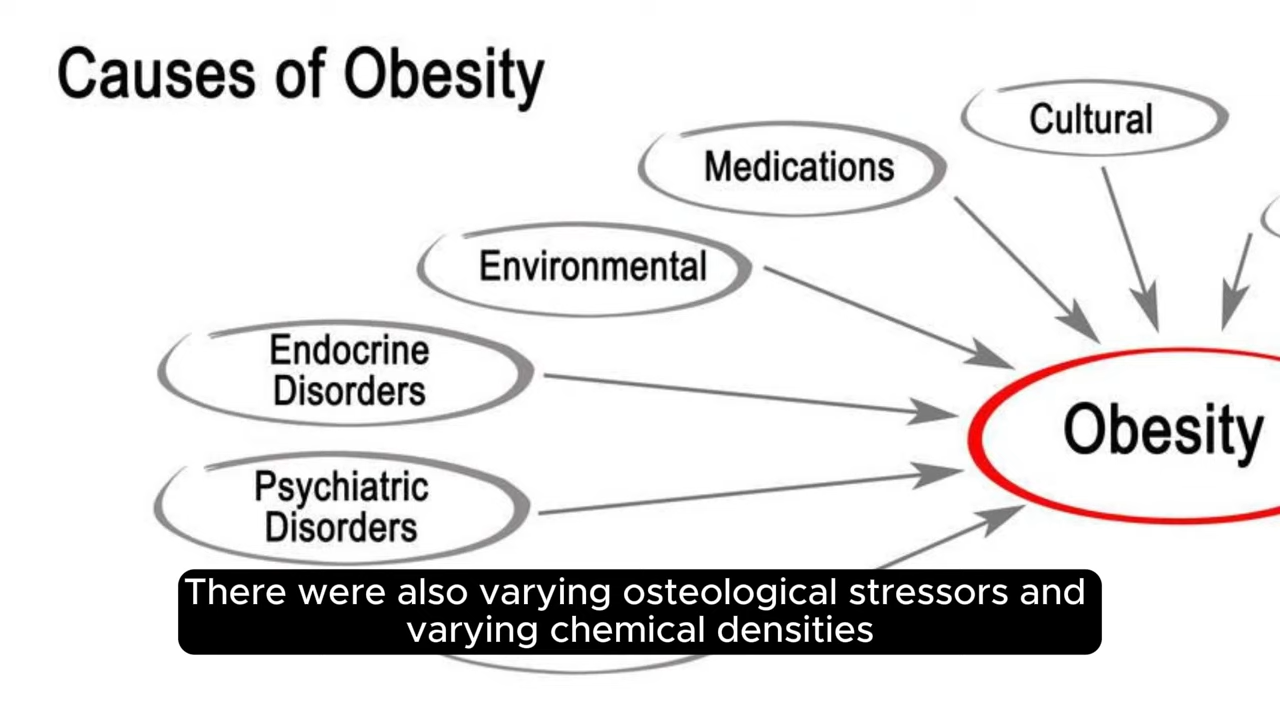 Causes of Obesity
Cultural
Medications
Environmental
Endocrine
Disorders
Psychiatric
Disorders
Obesity
There were also varying osteological stressors and
varying chemical densities